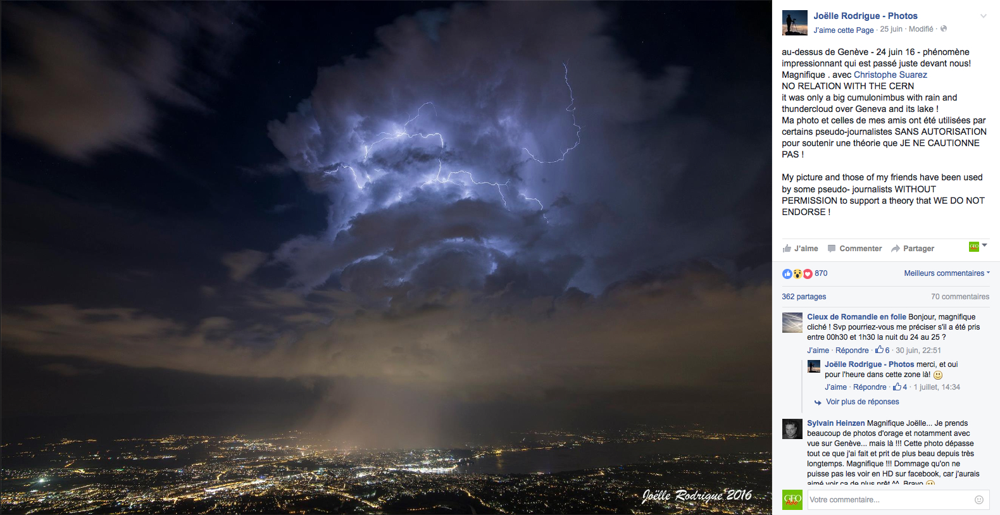 Joëlle Rodrigue 2016
Joëlle Rodrigue - Photos
J'aime cette Page · 25 juin · Modifié ·
au-dessus de Genève - 24 juin 16 - phénomène
impressionnant qui est passé juste devant nous!
Magnifique . avec Christophe Suarez
NO RELATION WITH THE CERN
it was only a big cumulonimbus with rain and
thundercloud over Geneva and its lake !
Ma photo et celles de mes amis ont été utilisées par
certains pseudo-journalistes SANS AUTORISATION
pour soutenir une théorie que JE NE CAUTIONNE
PAS !
My picture and those of my friends have been used
by some pseudo- journalists WITHOUT
PERMISSION to support a theory that WE DO NOT
ENDORSE !
J'aime Commenter Partager
GEO
870 Meilleurs commentaires
362 partages 70 commentaires
Cieux de Romandie en folie Bonjour, magnifique
cliché ! Svp pourriez-vous me préciser s'il a été pris
entre 00h30 et 1h30 la nuit du 24 au 25 ?
J'aime · Répondre · 6 · 30 juin, 22:51
Joëlle Rodrigue - Photos merci, et oui
pour l'heure dans cette zone là!
J'aime · Répondre · 4 · 1 juillet, 14:34
Voir plus de réponses
Sylvain Heinzen Magnifique Joëlle... Je prends
beaucoup de photos d'orage et notamment avec
vue sur Genève... mais là !!! Cette photo dépasse
tout ce que j'ai fait et prit de plus beau depuis très
longtemps. Magnifique !!! Dommage qu'on ne
puisse pas les voir en HD sur facebook, car j'aurais
aimé voir ça de plus prêt ^^. Bravo
GEO
Ado
Votre commentaire...